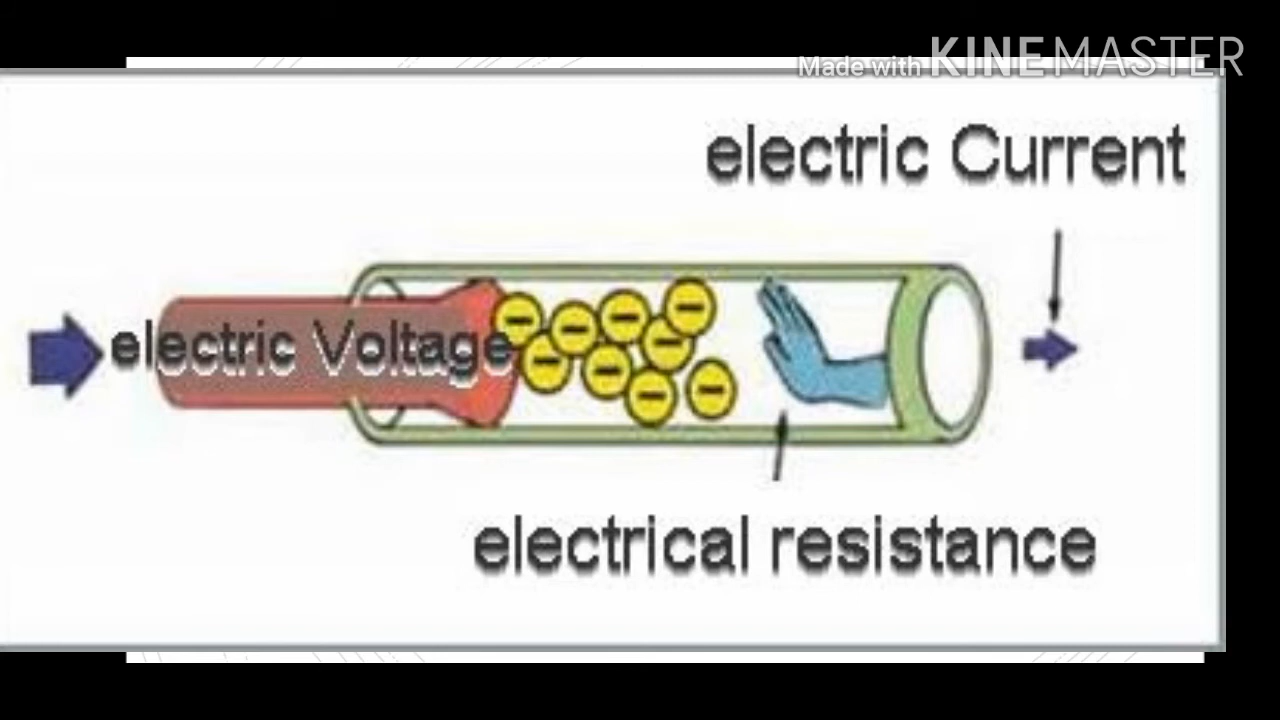 Made with KINEMASTER
electric Current
electric Voltage
electrical resistance